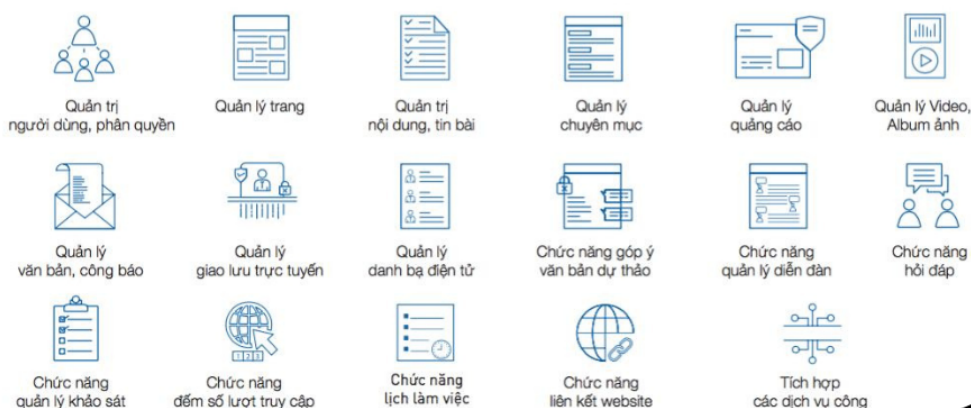 Quản trị
người dùng, phân quyền
Quản lý trang
Quản trị
nội dung, tin bài
Quản lý
chuyên mục
Quản lý
quảng cáo
Quản lý Video,
Album ảnh
Quản lý
văn bản, công báo
Quản lý
giao lưu trực tuyến
Quản lý
danh bạ điện tử
Chức năng góp ý
văn bản dự thảo
Chức năng
quản lý diễn đàn
Chức năng
hỏi đáp
1 2 3
Chức năng
quản lý khảo sát
Chức năng
đếm số lượt truy cập
Chức năng
lịch làm việc
Chức năng
liên kết website
Tích hợp
các dịch vụ công